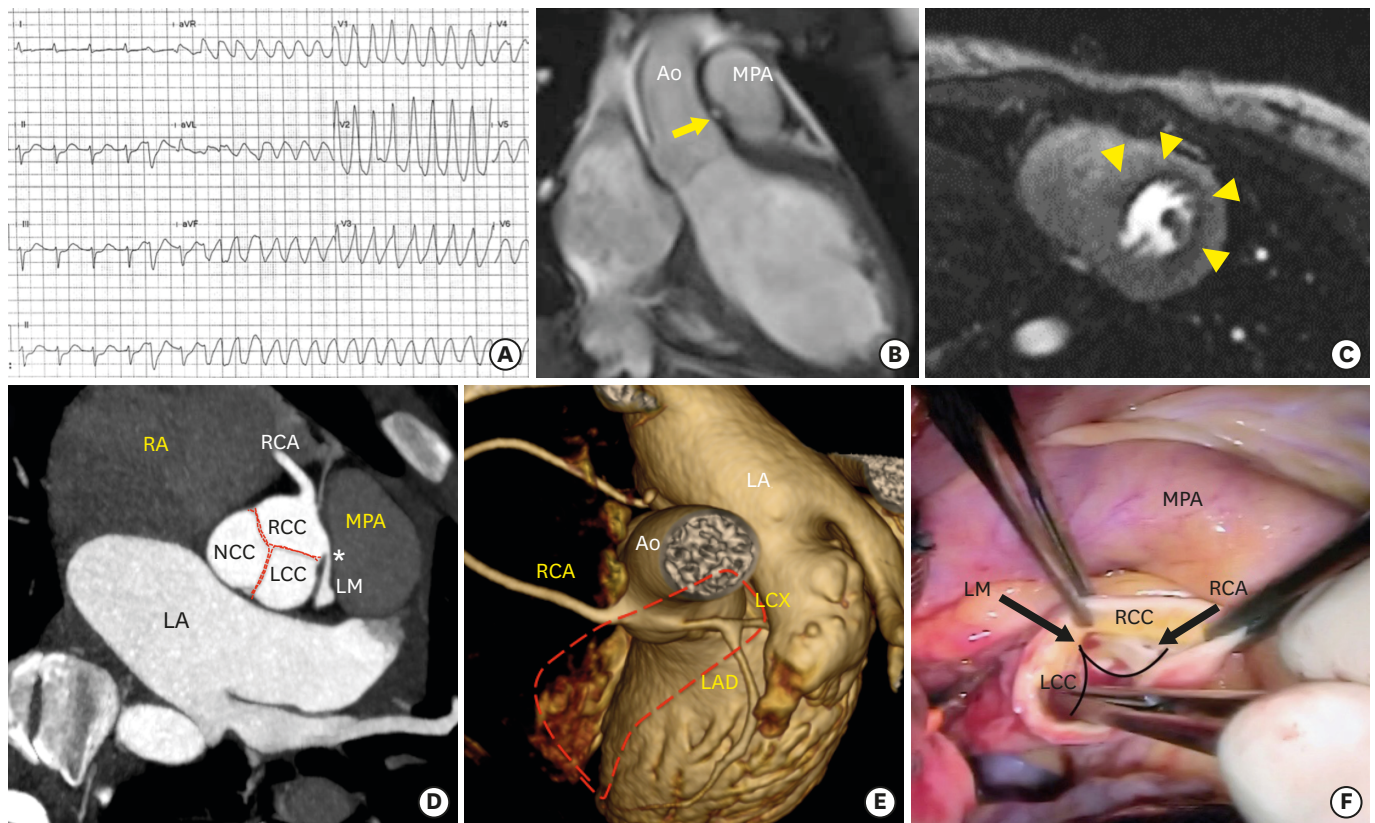 I aVR V1 V4
II aVL V2 V5
III aVF V3 V6
II
A
Ao MPA
B
C
RA RCA
RCC MPA
NCC *
LCC LM
LA
D
LA
Ao
RCA
LCX
LAD
E
MPA
LM RCA
RCC
LCC
F